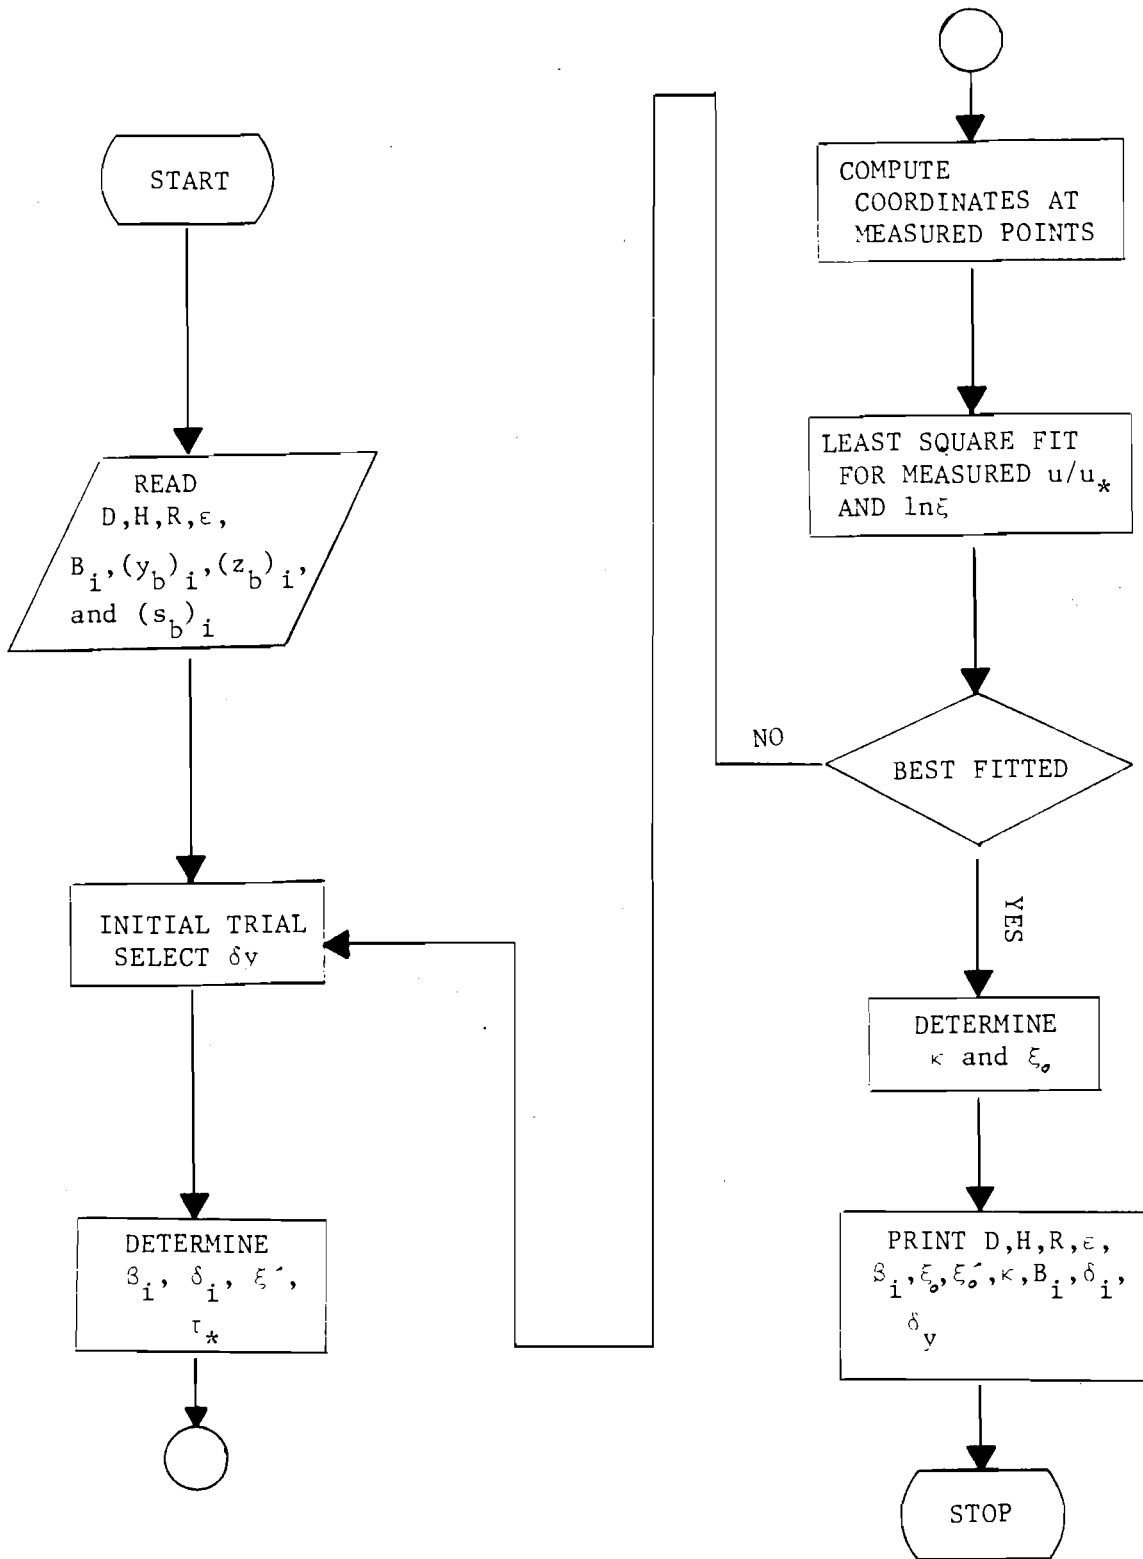 START
READ
D,H,R,ε,
B_i,(y_b)_i,(z_b)_i,
and (s_b)_i
INITIAL TRIAL
SELECT δy
DETERMINE
β_i, δ_i, ξ´,
τ_*
COMPUTE
COORDINATES AT
MEASURED POINTS
LEAST SQUARE FIT
FOR MEASURED u/u_*
AND lnξ
BEST FITTED
NO
YES
DETERMINE
κ and ξ_o
PRINT D,H,R,ε,
β_i,ξ_o,ξ_o´,κ,B_i,δ_i,
δ_y
STOP